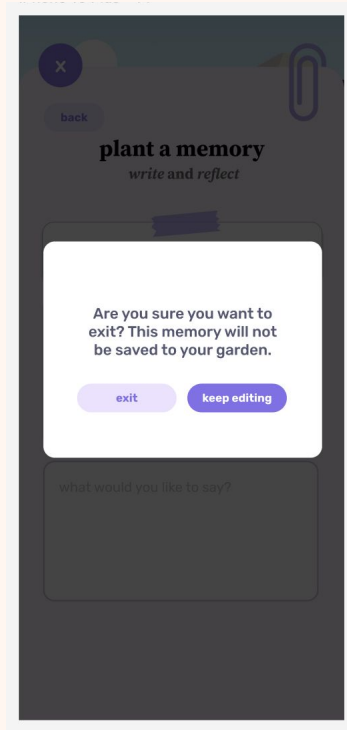 x
back
plant a memory
write and reflect
Are you sure you want to
exit? This memory will not
be saved to your garden.
exit
keep editing
what would you like to say?